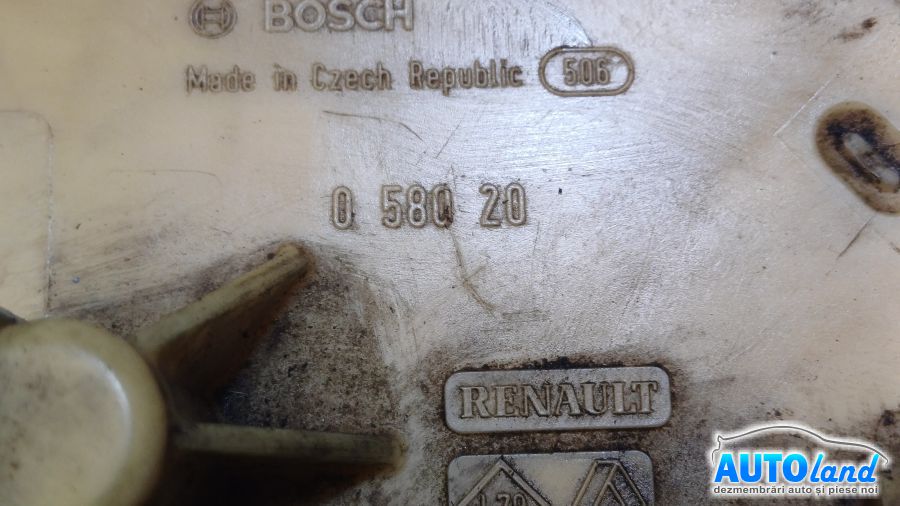 BOSCH
Made in Czech Republic 506
0 580 20
RENAULT
AUTOland
dezmembrări auto și piese noi